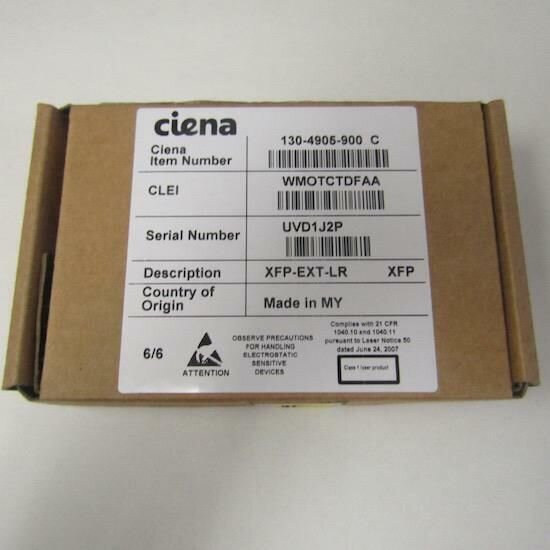 ciena
Ciena
Item Number
130-4905-900 C
CLEI
WMOTCTDFAA
Serial Number
UVD1J2P
Description
XFP-EXT-LR XFP
Country of
Origin
Made in MY
6/6
ATTENTION
OBSERVE PRECAUTIONS
FOR HANDLING
ELECTROSTATIC
SENSITIVE
DEVICES
Complies with 21 CFR
1040.10 and 1040.11
pursuant to Laser Notice 50
dated June 24, 2007
Class 1 laser product